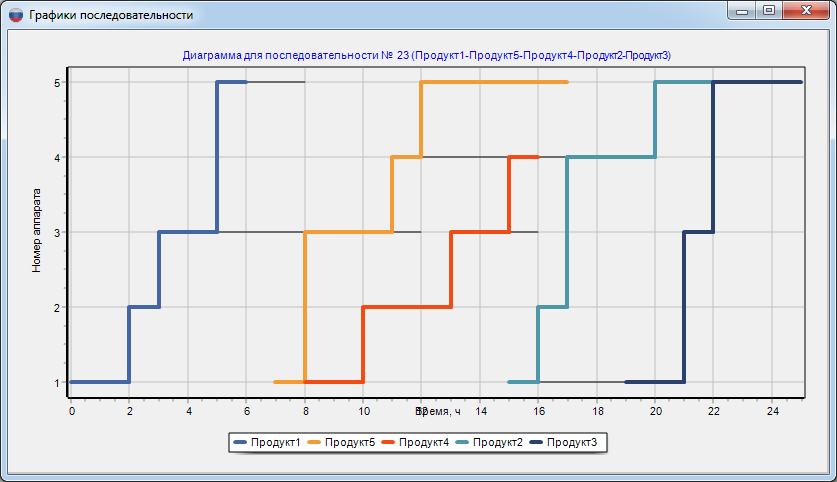 Графики последовательности
Диаграмма для последовательности № 23 (Продукт1-Продукт5-Продукт4-Продукт2-Продукт3)
Номер аппарата
5
4
3
2
1
0 2 4 6 8 10 12 14 16 18 20 22 24
Время, ч
Продукт1 Продукт5 Продукт4 Продукт2 Продукт3